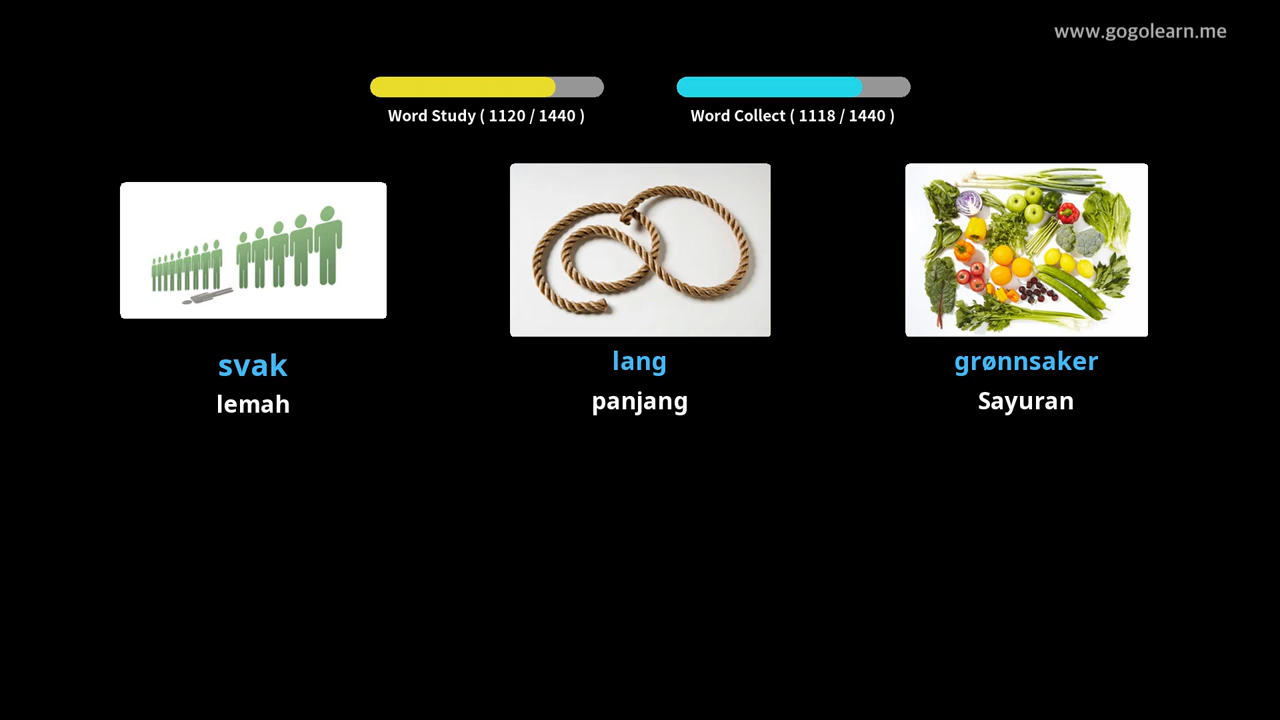 www.gogolearn.me
Word Study ( 1120 / 1440 )
Word Collect ( 1118 / 1440 )
svak
lemah
lang
panjang
grønnsaker
Sayuran